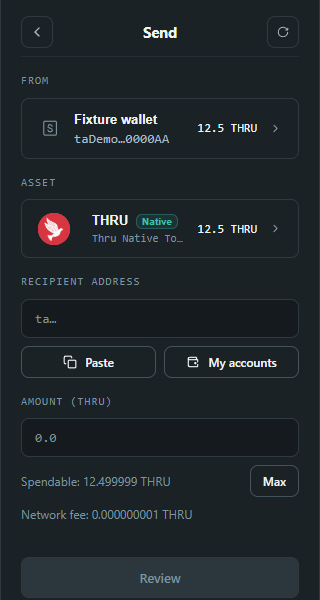 Send
FROM
S
Fixture wallet
taDemo…0000AA
12.5 THRU
ASSET
THRU Native
Thru Native To…
12.5 THRU
RECIPIENT ADDRESS
ta…
Paste
My accounts
AMOUNT (THRU)
0.0
Spendable: 12.499999 THRU
Max
Network fee: 0.000000001 THRU
Review